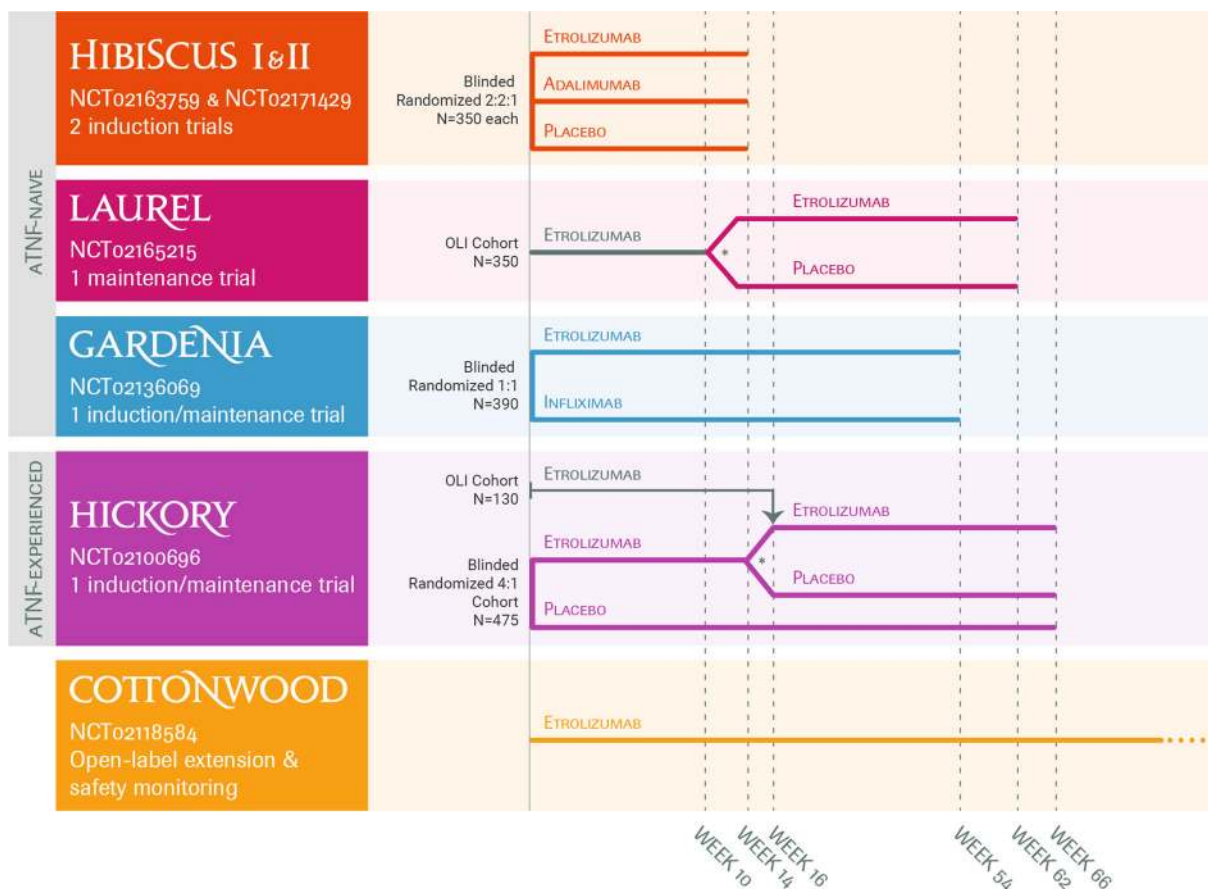 HIBISCUS I&II
NCT02163759 & NCT02171429
2 induction trials
Blinded
Randomized 2:2:1
N=350 each
ETROLIZUMAB
ADALIMUMAB
PLACEBO
ATNF-NAIVE
LAUREL
NCT02165215
1 maintenance trial
OLI Cohort
N=350
ETROLIZUMAB
*
ETROLIZUMAB
PLACEBO
GARDENIA
NCT02136069
1 induction/maintenance trial
Blinded
Randomized 1:1
N=390
ETROLIZUMAB
INFLIXIMAB
ATNF-EXPERIENCED
HICKORY
NCT02100696
1 induction/maintenance trial
OLI Cohort
N=130
ETROLIZUMAB
Blinded
Randomized 4:1
Cohort
N=475
ETROLIZUMAB
PLACEBO
*
ETROLIZUMAB
PLACEBO
COTTONWOOD
NCT02118584
Open-label extension &
safety monitoring
ETROLIZUMAB
WEEK 10
WEEK 14
WEEK 16
WEEK 54
WEEK 62
WEEK 66